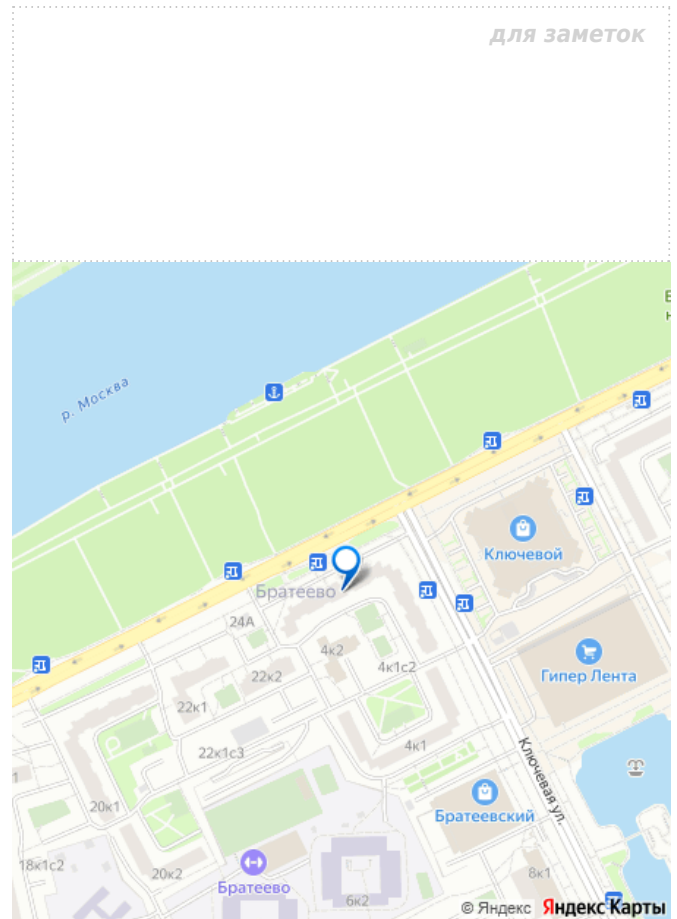 для заметок
р. Москва
Ключевой
Братеево
24А
4к2
4к1с2
Гипер Лента
22к2
22к1
4к1
22к1с3
Ключевая ул.
20к1
Братеевский
18к1с2
20к2
Братеево
8к1
6к2
© Яндекс Яндекс Карты